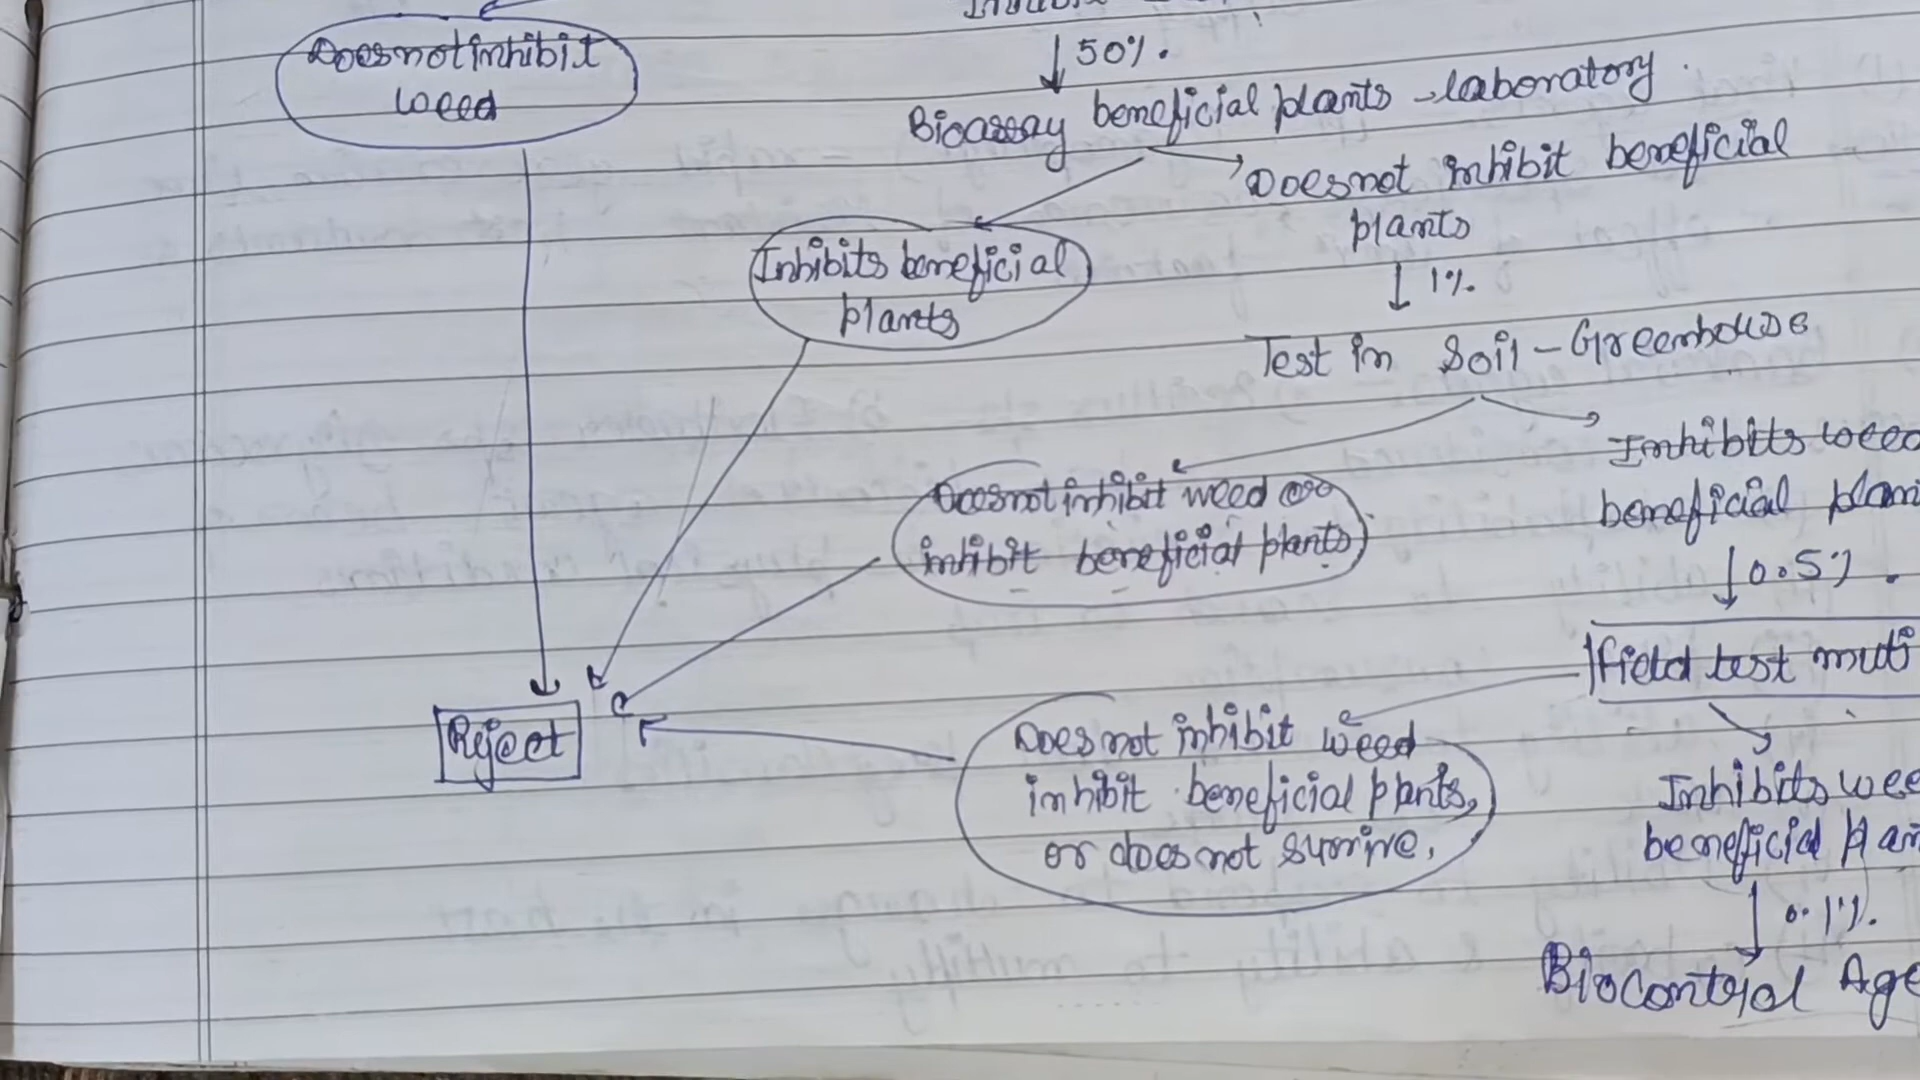 Does not inhibit
weed
50%.
Bioassay beneficial plants - laboratory
Does not inhibit beneficial
plants
Inhibits beneficial
plants
1%.
Test in Soil - Greenhouse
Inhibits weed
beneficial plan
Does not inhibit weed or
inhibit beneficial plants
0.5%.
Field test muti
Reject
Does not inhibit weed
inhibit beneficial plants,
or does not survive.
Inhibits wee
beneficial plan
0.1%.
Biocontrol Age